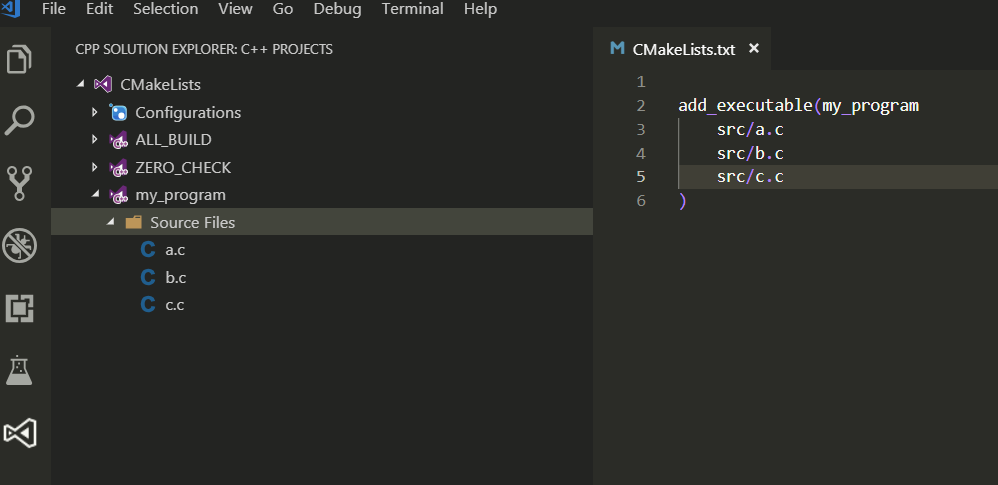 File Edit Selection View Go Debug Terminal Help
CPP SOLUTION EXPLORER: C++ PROJECTS
CMakeLists
Configurations
ALL_BUILD
ZERO_CHECK
my_program
Source Files
C a.c
C b.c
C c.c
M CMakeLists.txt ×
1
2 add_executable(my_program
3 src/a.c
4 src/b.c
5 src/c.c
6 )